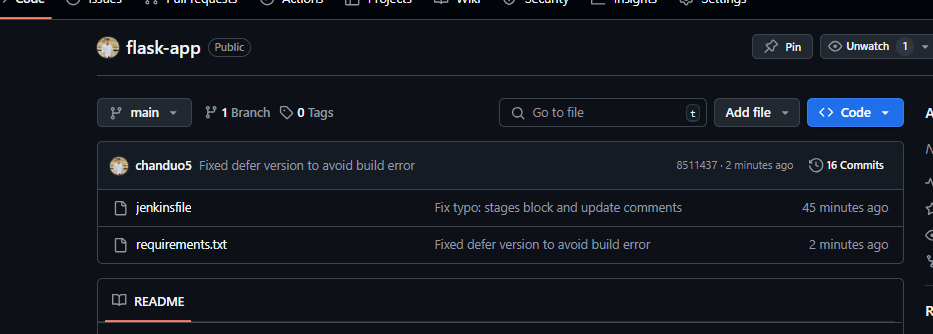 Code Issues Pull requests Actions Projects Wiki Security Insights Settings
flask-app Public Pin Unwatch 1
main 1 Branch 0 Tags Go to file t Add file Code
chanduo5 Fixed defer version to avoid build error 8511437 · 2 minutes ago 16 Commits
jenkinsfile Fix typo: stages block and update comments 45 minutes ago
requirements.txt Fixed defer version to avoid build error 2 minutes ago
README